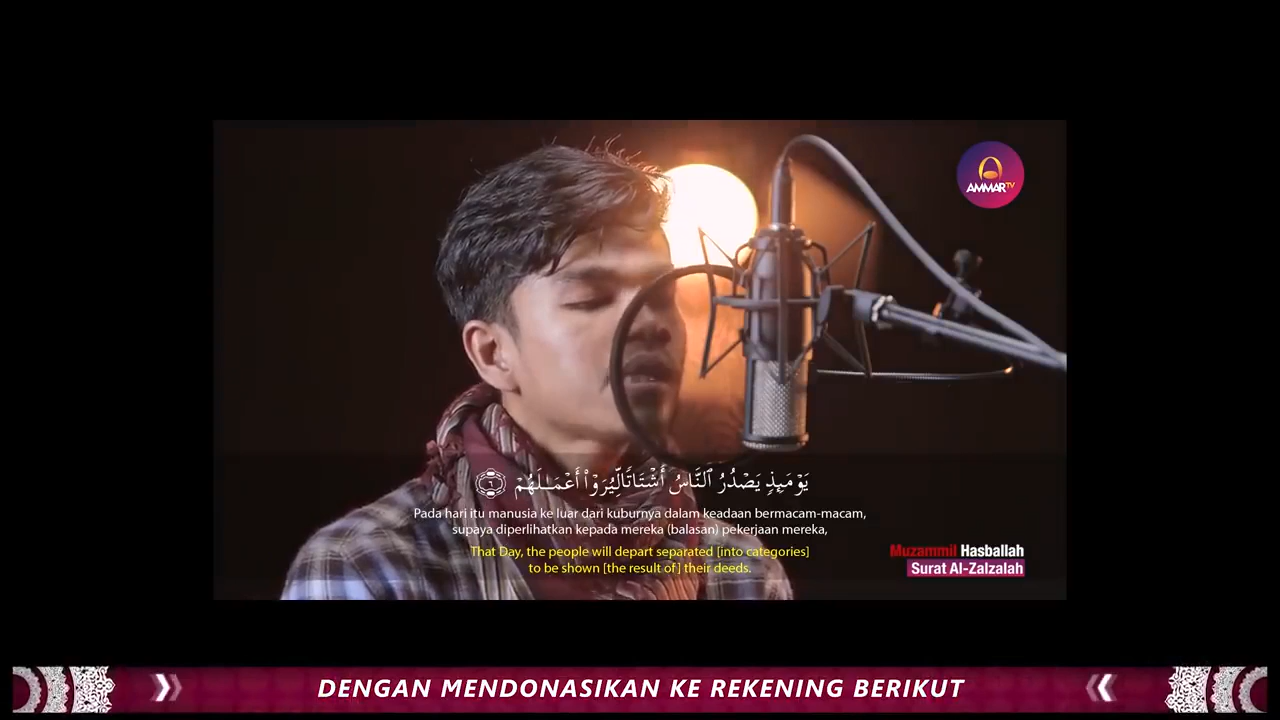 AMMARTV
يَوْمَئِذٍ يَصْدُرُ ٱلنَّاسُ أَشْتَاتًا لِّيُرَوْا۟ أَعْمَـٰلَهُمْ ٦
Pada hari itu manusia ke luar dari kuburnya dalam keadaan bermacam-macam,
supaya diperlihatkan kepada mereka (balasan) pekerjaan mereka,
That Day, the people will depart separated [into categories]
to be shown [the result of] their deeds.
Muzammil Hasballah
Surat Al-Zalzalah
DENGAN MENDONASIKAN KE REKENING BERIKUT